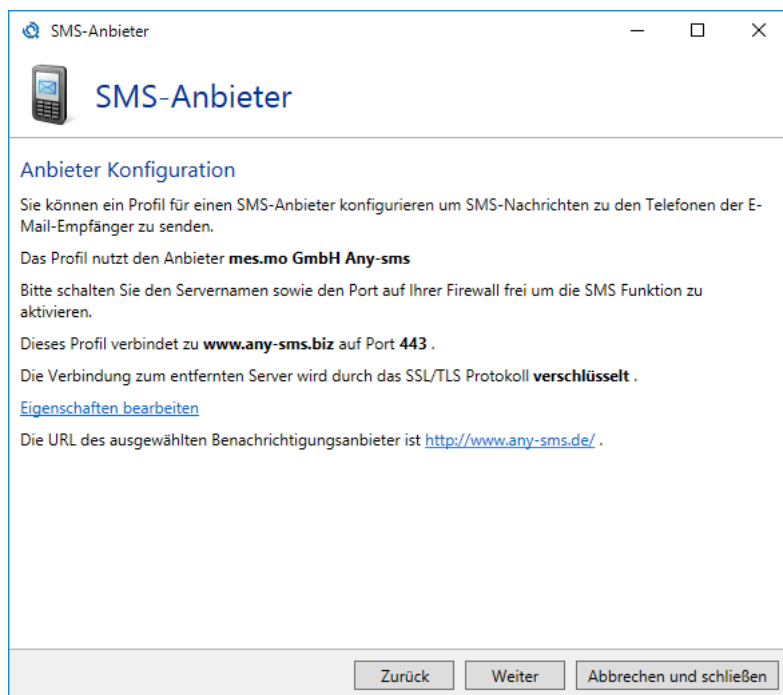 SMS-Anbieter
SMS-Anbieter
Anbieter Konfiguration
Sie können ein Profil für einen SMS-Anbieter konfigurieren um SMS-Nachrichten zu den Telefonen der E-
Mail-Empfänger zu senden.
Das Profil nutzt den Anbieter mes.mo GmbH Any-sms
Bitte schalten Sie den Servernamen sowie den Port auf Ihrer Firewall frei um die SMS Funktion zu
aktivieren.
Dieses Profil verbindet zu www.any-sms.biz auf Port 443 .
Die Verbindung zum entfernten Server wird durch das SSL/TLS Protokoll verschlüsselt .
Eigenschaften bearbeiten
Die URL des ausgewählten Benachrichtigungsanbieter ist http://www.any-sms.de/ .
Zurück Weiter Abbrechen und schließen